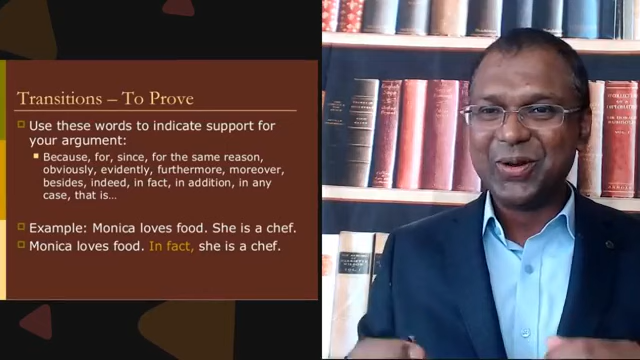 Transitions – To Prove
Use these words to indicate support for
your argument:
Because, for, since, for the same reason,
obviously, evidently, furthermore, moreover,
besides, indeed, in fact, in addition, in any
case, that is…
Example: Monica loves food. She is a chef.
Monica loves food. In fact, she is a chef.